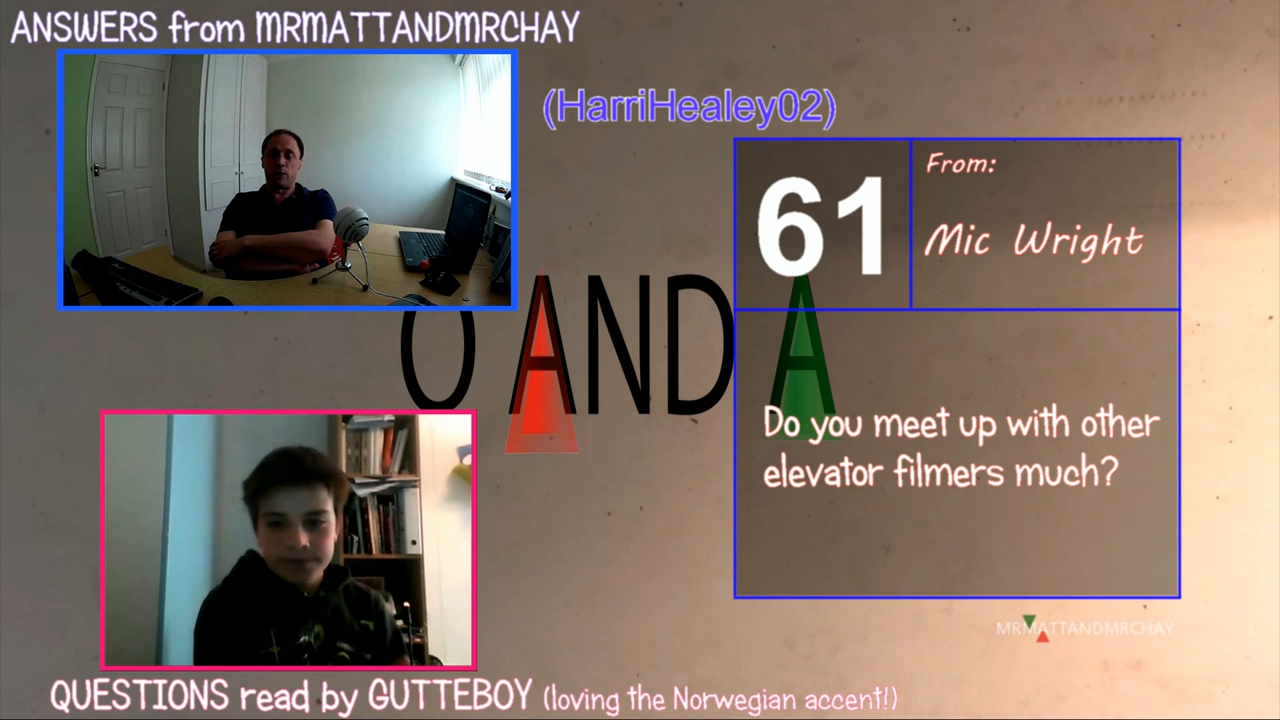 ANSWERS from MRMATTANDMRCHAY
(HarriHealey02)
61
From:
Mic Wright
Q AND A
Do you meet up with other
elevator filmers much?
MRMATTANDMRCHAY
QUESTIONS read by GUTTEBOY (loving the Norwegian accent!)